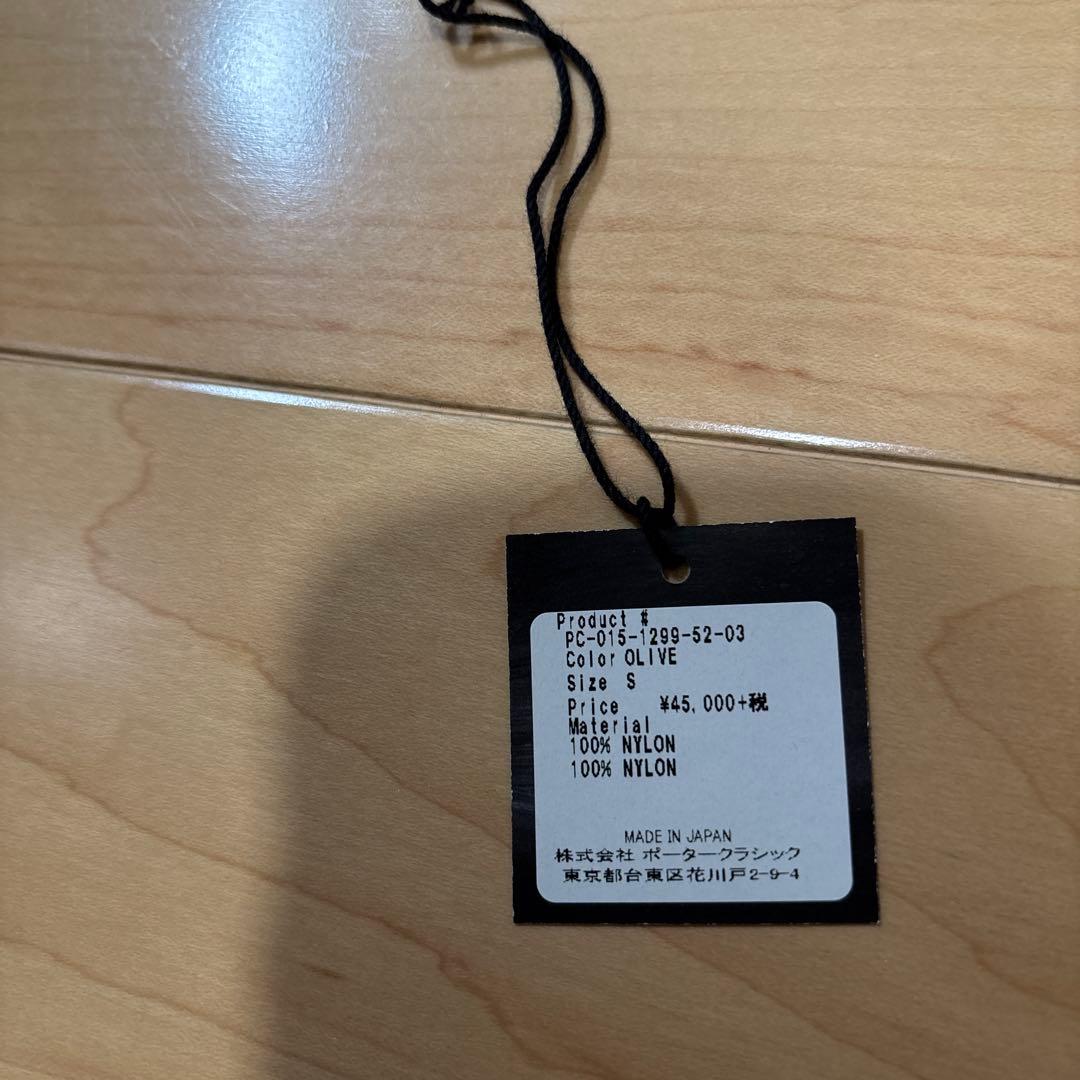 Product #
PC-015-1299-52-03
Color OLIVE
Size S
Price ¥45,000+税
Material
100% NYLON
100% NYLON
MADE IN JAPAN
株式会社 ポータークラシック
東京都台東区花川戸2-9-4